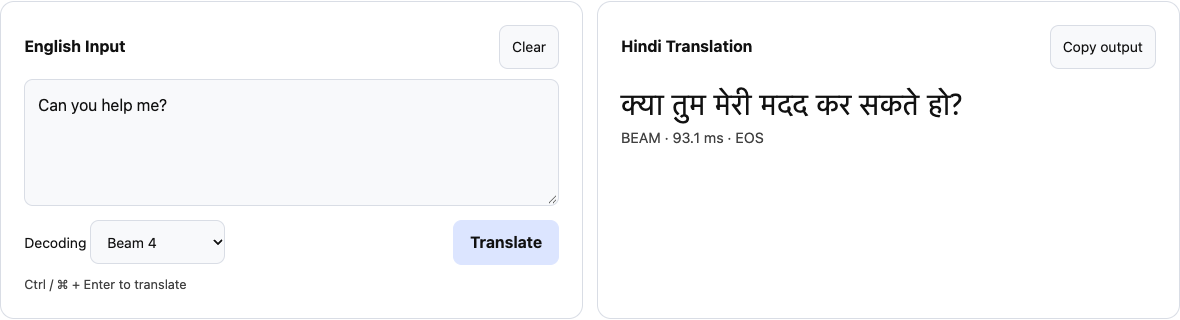 English Input
Clear
Can you help me?
Decoding
Beam 4
Translate
Ctrl / ⌘ + Enter to translate
Hindi Translation
Copy output
क्या तुम मेरी मदद कर सकते हो?
BEAM · 93.1 ms · EOS